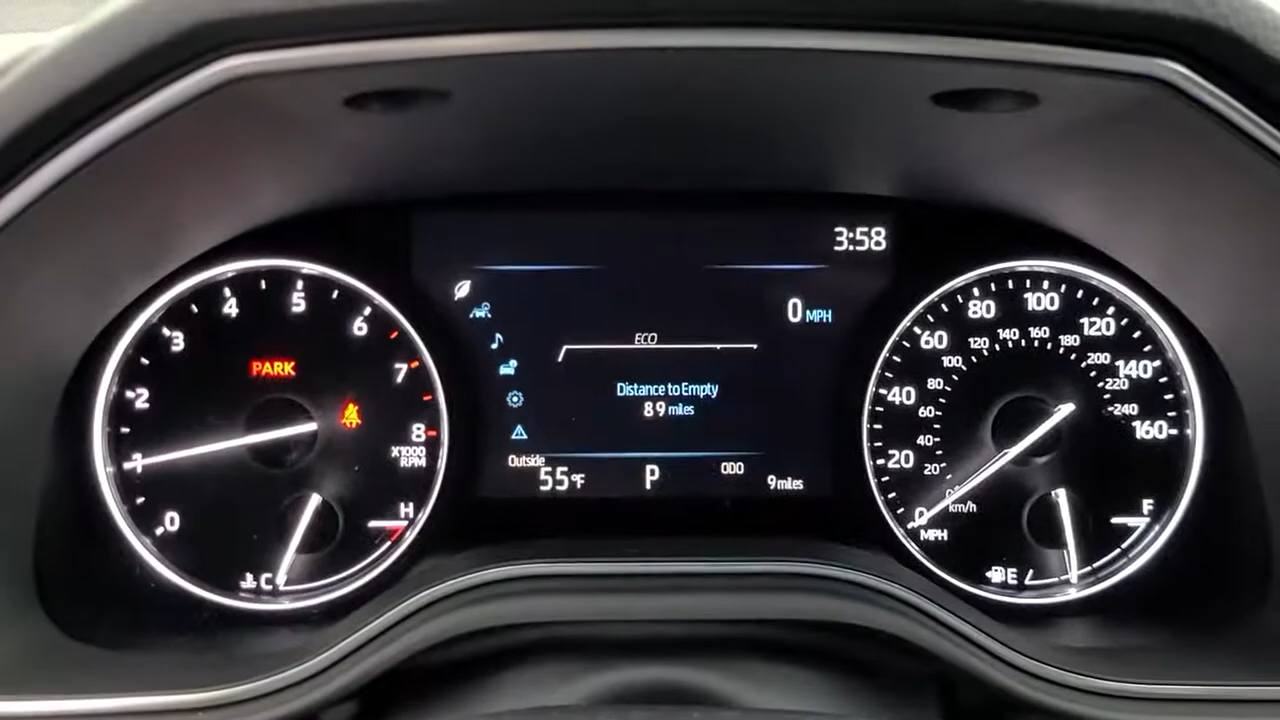 0
1
2
3
4
5
6
7
8
X1000
RPM
PARK
H
C
3:58
0 MPH
ECO
Distance to Empty
89 miles
Outside
55°F
P
ODO
9 miles
0
20
40
60
80
100
120
140
160
MPH
0
20
40
60
80
100
120
140
160
180
200
220
240
km/h
E
F